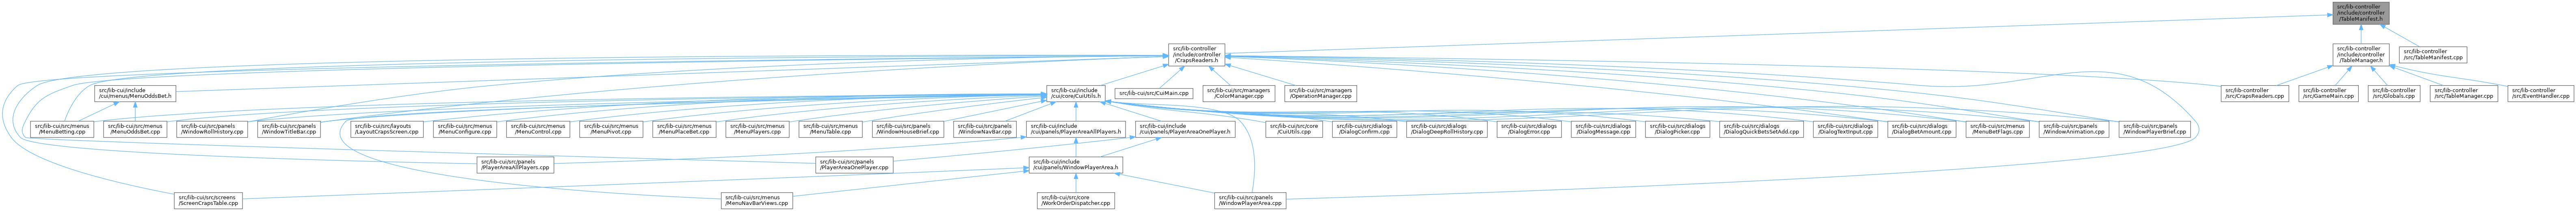 src/lib-controller
/include/controller
/TableManifest.h
src/lib-controller
/include/controller
/CrapsReaders.h
src/lib-controller
/include/controller
/TableManager.h
src/lib-controller
/src/TableManifest.cpp
src/lib-cui/include
/cui/menus/MenuOddsBet.h
src/lib-cui/include
/cui/core/CuiUtils.h
src/lib-cui/src/CuiMain.cpp
src/lib-cui/src/managers
/ColorManager.cpp
src/lib-cui/src/managers
/OperationManager.cpp
src/lib-controller
/src/CrapsReaders.cpp
src/lib-controller
/src/GameMain.cpp
src/lib-controller
/src/Globals.cpp
src/lib-controller
/src/TableManager.cpp
src/lib-controller
/src/EventHandler.cpp
src/lib-cui/src/menus
/MenuBetting.cpp
src/lib-cui/src/menus
/MenuOddsBet.cpp
src/lib-cui/src/panels
/WindowRollHistory.cpp
src/lib-cui/src/panels
/WindowTitleBar.cpp
src/lib-cui/src/layouts
/LayoutCrapsScreen.cpp
src/lib-cui/src/menus
/MenuConfigure.cpp
src/lib-cui/src/menus
/MenuControl.cpp
src/lib-cui/src/menus
/MenuPivot.cpp
src/lib-cui/src/menus
/MenuPlaceBet.cpp
src/lib-cui/src/menus
/MenuPlayers.cpp
src/lib-cui/src/menus
/MenuTable.cpp
src/lib-cui/src/panels
/WindowHouseBrief.cpp
src/lib-cui/src/panels
/WindowNavBar.cpp
src/lib-cui/include
/cui/panels/PlayerAreaAllPlayers.h
src/lib-cui/include
/cui/panels/PlayerAreaOnePlayer.h
src/lib-cui/src/core
/CuiUtils.cpp
src/lib-cui/src/dialogs
/DialogConfirm.cpp
src/lib-cui/src/dialogs
/DialogDeepRollHistory.cpp
src/lib-cui/src/dialogs
/DialogError.cpp
src/lib-cui/src/dialogs
/DialogMessage.cpp
src/lib-cui/src/dialogs
/DialogPicker.cpp
src/lib-cui/src/dialogs
/DialogQuickBetsSetAdd.cpp
src/lib-cui/src/dialogs
/DialogTextInput.cpp
src/lib-cui/src/dialogs
/DialogBetAmount.cpp
src/lib-cui/src/menus
/MenuBetFlags.cpp
src/lib-cui/src/panels
/WindowAnimation.cpp
src/lib-cui/src/panels
/WindowPlayerBrief.cpp
src/lib-cui/src/panels
/PlayerAreaAllPlayers.cpp
src/lib-cui/src/panels
/PlayerAreaOnePlayer.cpp
src/lib-cui/include
/cui/panels/WindowPlayerArea.h
src/lib-cui/src/screens
/ScreenCrapsTable.cpp
src/lib-cui/src/menus
/MenuNavBarViews.cpp
src/lib-cui/src/core
/WorkOrderDispatcher.cpp
src/lib-cui/src/panels
/WindowPlayerArea.cpp